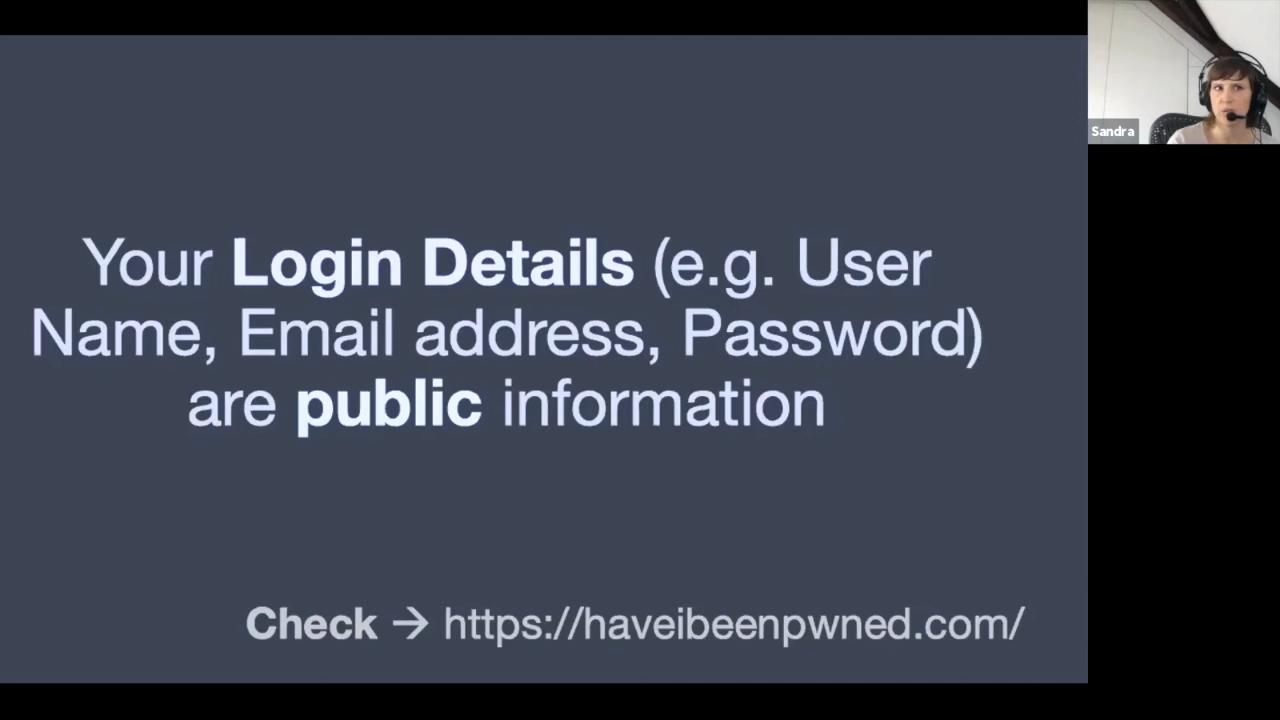 Your Login Details (e.g. User
Name, Email address, Password)
are public information
Check → https://haveibeenpwned.com/
Sandra